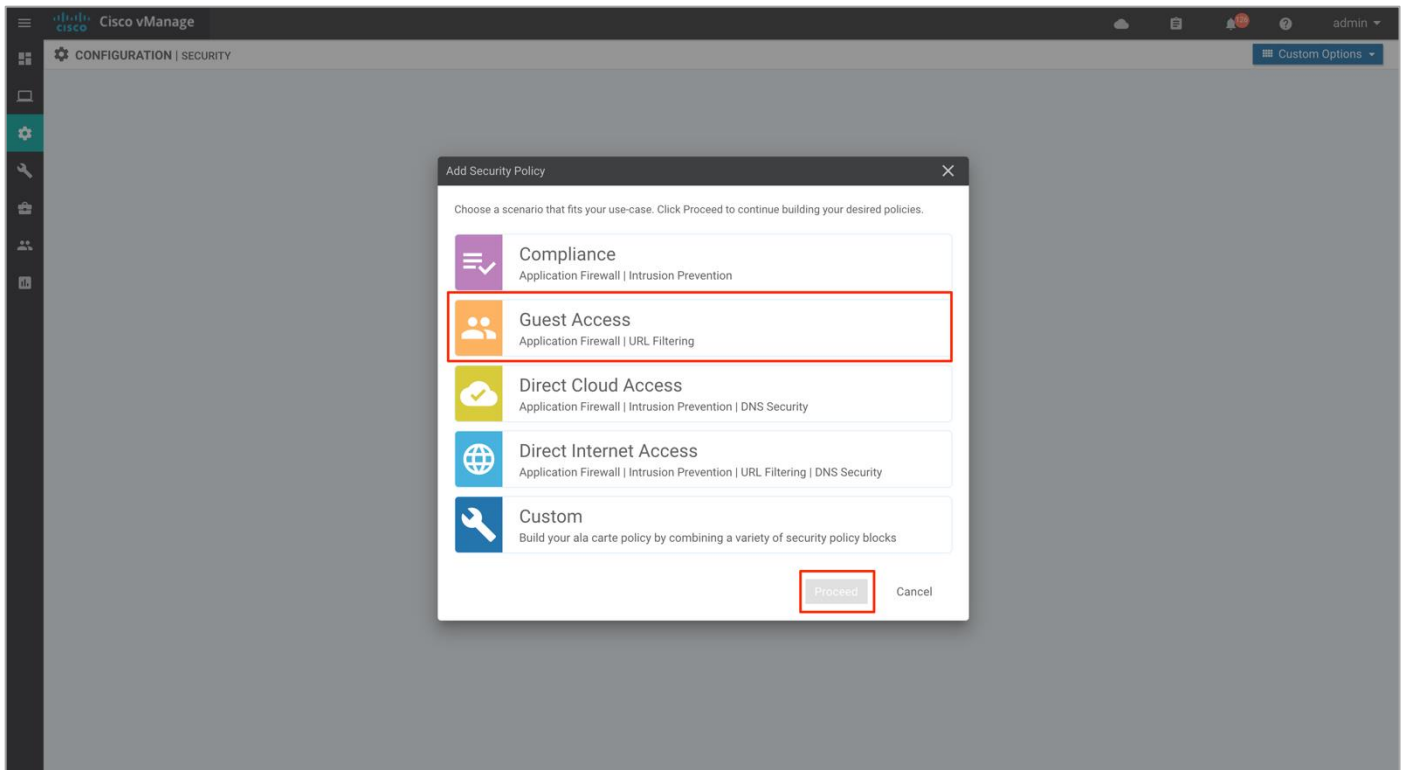 CISCO
Cisco vManage
admin
CONFIGURATION | SECURITY
Custom Options
Add Security Policy
Choose a scenario that fits your use-case. Click Proceed to continue building your desired policies.
Compliance
Application Firewall | Intrusion Prevention
Guest Access
Application Firewall | URL Filtering
Direct Cloud Access
Application Firewall | Intrusion Prevention | DNS Security
Direct Internet Access
Application Firewall | Intrusion Prevention | URL Filtering | DNS Security
Custom
Build your ala carte policy by combining a variety of security policy blocks
Proceed
Cancel